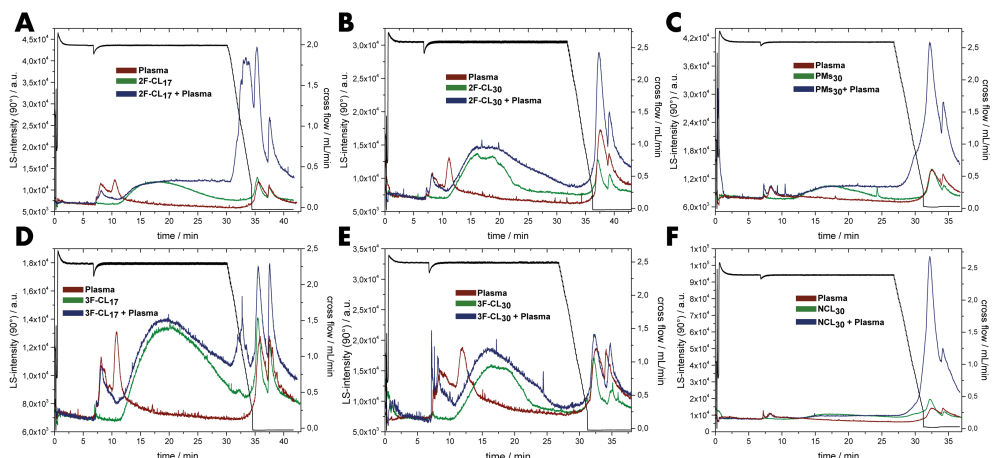 A
LS-intensity (90°) / a.u.
4,5x10⁴
4,0x10⁴
3,5x10⁴
3,0x10⁴
2,5x10⁴
2,0x10⁴
1,5x10⁴
1,0x10⁴
5,0x10³
Plasma
2F-CL₁₇
2F-CL₁₇ + Plasma
2,0
1,5
1,0
0,5
0,0
cross flow / mL/min
0 5 10 15 20 25 30 35 40
time / min
B
LS-intensity (90°) / a.u.
3,0x10⁴
2,5x10⁴
2,0x10⁴
1,5x10⁴
1,0x10⁴
5,0x10³
Plasma
2F-CL₃₀
2F-CL₃₀ + Plasma
2,5
2,0
1,5
1,0
0,5
0,0
cross flow / mL/min
0 5 10 15 20 25 30 35
time / min
C
LS-intensity (90°) / a.u.
4,2x10⁴
3,6x10⁴
3,0x10⁴
2,4x10⁴
1,8x10⁴
1,2x10⁴
6,0x10³
Plasma
PMs₃₀
PMs₃₀+ Plasma
2,5
2,0
1,5
1,0
0,5
0,0
cross flow / mL/min
0 5 10 15 20 25 30 35
time / min
D
LS-intensity (90°) / a.u.
1,8x10⁴
1,6x10⁴
1,4x10⁴
1,2x10⁴
1,0x10⁴
8,0x10³
6,0x10³
Plasma
3F-CL₁₇
3F-CL₁₇ + Plasma
2,5
2,0
1,5
1,0
0,5
0,0
cross flow / mL/min
0 5 10 15 20 25 30 35 40
time / min
E
LS-intensity (90°) / a.u.
3,5x10⁴
3,0x10⁴
2,5x10⁴
2,0x10⁴
1,5x10⁴
1,0x10⁴
5,0x10³
Plasma
3F-CL₃₀
3F-CL₃₀ + Plasma
2,5
2,0
1,5
1,0
0,5
0,0
cross flow / mL/min
0 5 10 15 20 25 30 35
time / min
F
LS-intensity (90°) / a.u.
1x10⁵
9x10⁴
8x10⁴
7x10⁴
6x10⁴
5x10⁴
4x10⁴
3x10⁴
2x10⁴
1x10⁴
0
Plasma
NCL₃₀
NCL₃₀ + Plasma
2,5
2,0
1,5
1,0
0,5
0,0
cross flow / mL/min
0 5 10 15 20 25 30 35
time / min